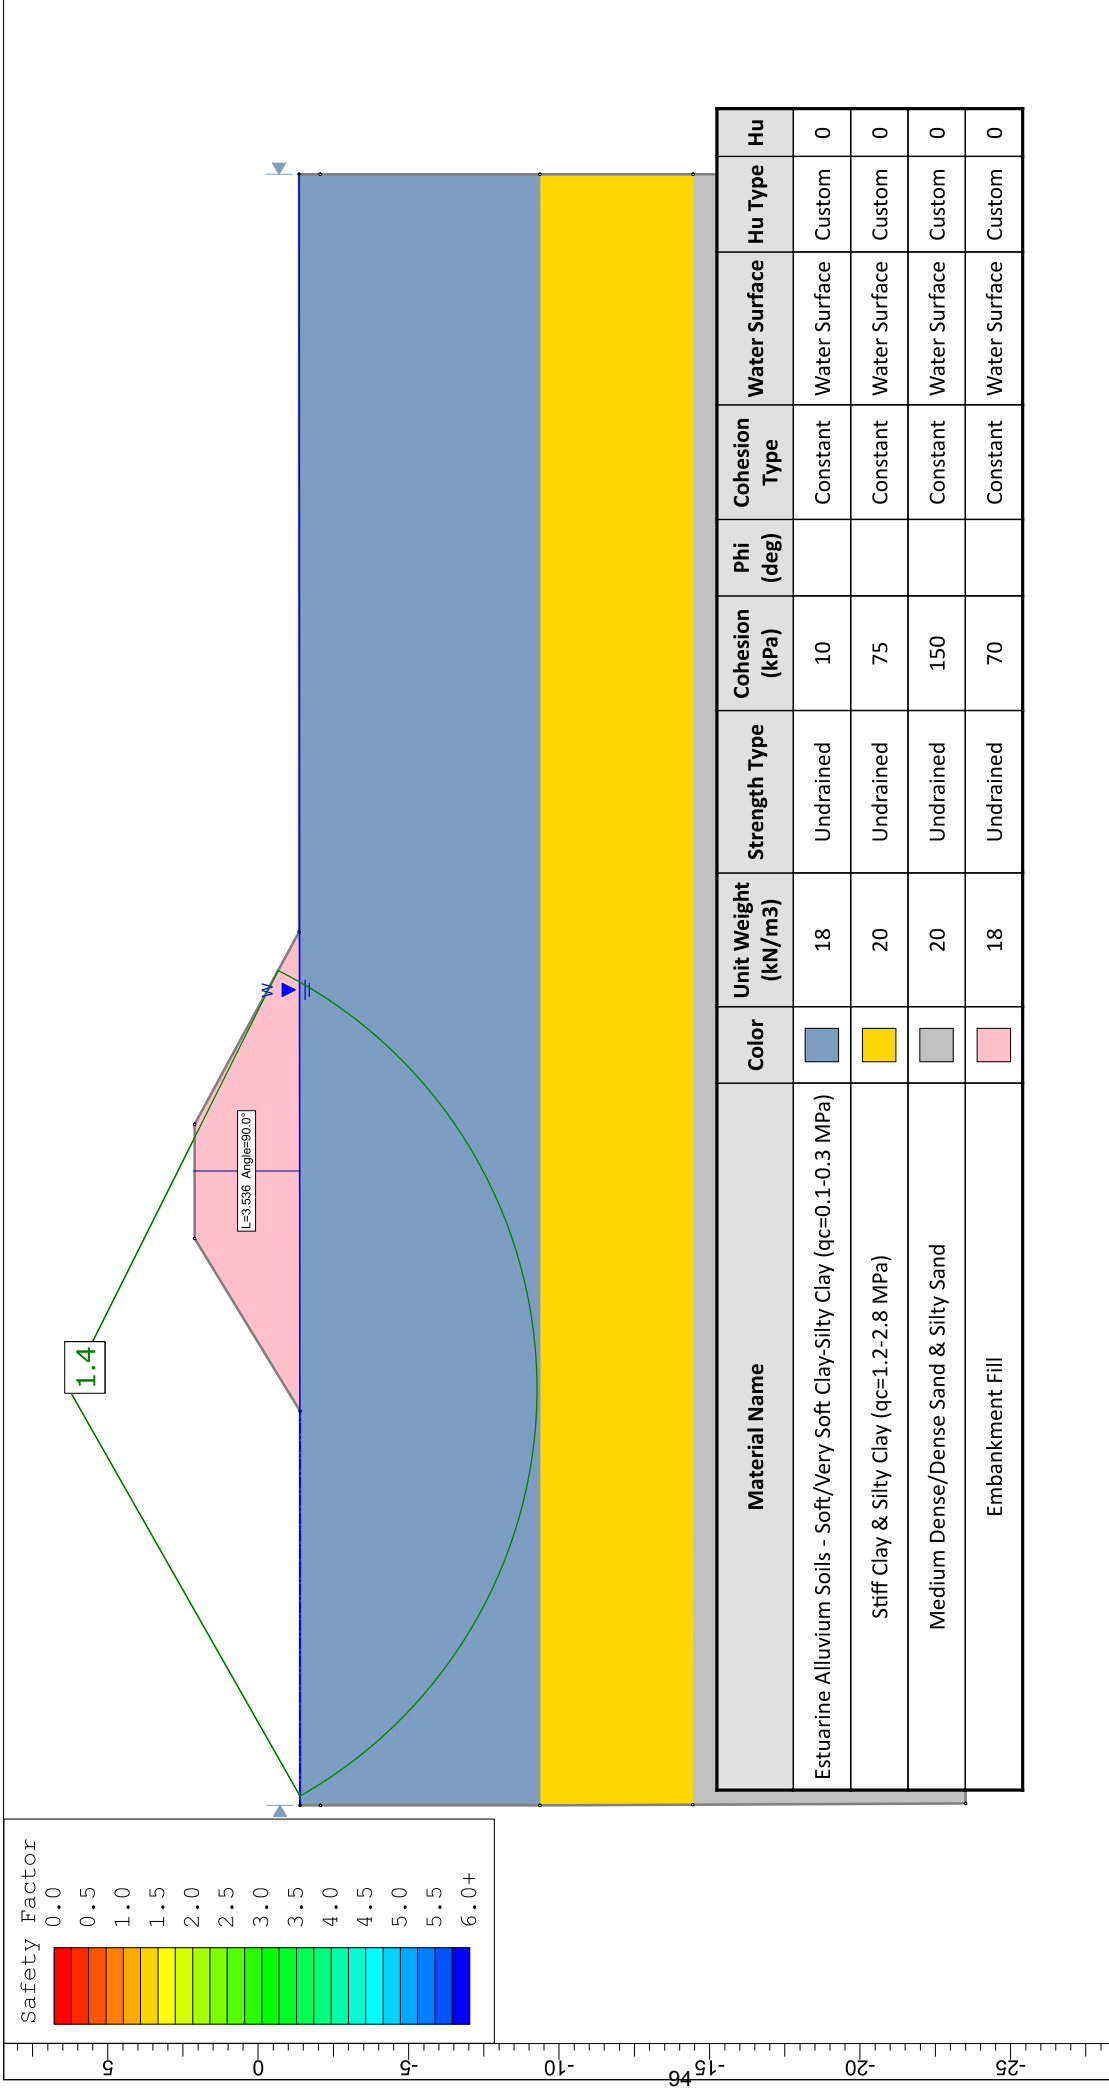 Safety Factor
0.0
0.5
1.0
1.5
2.0
2.5
3.0
3.5
4.0
4.5
5.0
5.5
6.0+
1.4
W
L=3.536 Angle=90.0°
Material Name Color Unit Weight (kN/m3) Strength Type Cohesion (kPa) Phi (deg) Cohesion Type Water Surface Hu Type Hu
Estuarine Alluvium Soils - Soft/Very Soft Clay-Silty Clay (qc=0.1-0.3 MPa) 18 Undrained 10 Constant Water Surface Custom 0
Stiff Clay & Silty Clay (qc=1.2-2.8 MPa) 20 Undrained 75 Constant Water Surface Custom 0
Medium Dense/Dense Sand & Silty Sand 20 Undrained 150 Constant Water Surface Custom 0
Embankment Fill 18 Undrained 70 Constant Water Surface Custom 0
5
0
-5
-10
-15
-20
-25
94